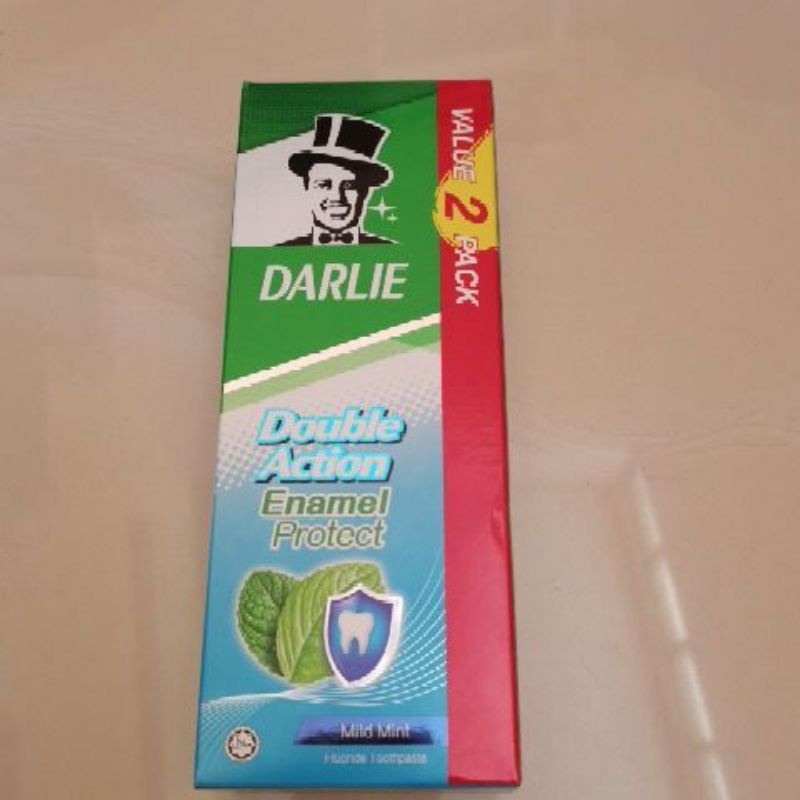 DARLIE
Double
Action
Enamel
Protect
Mild Mint
Fluoride Toothpaste
VALUE 2 PACK